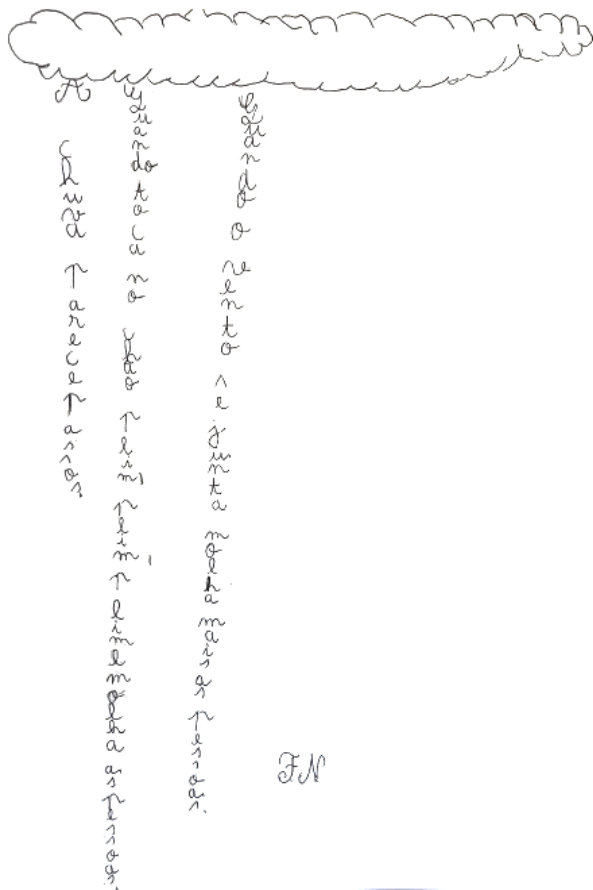 A chuva parece passos.
Quando toca no chão plim, plim, plim e molha as pessoas.
Quando o vento se junta molha mais as pessoas.
FN